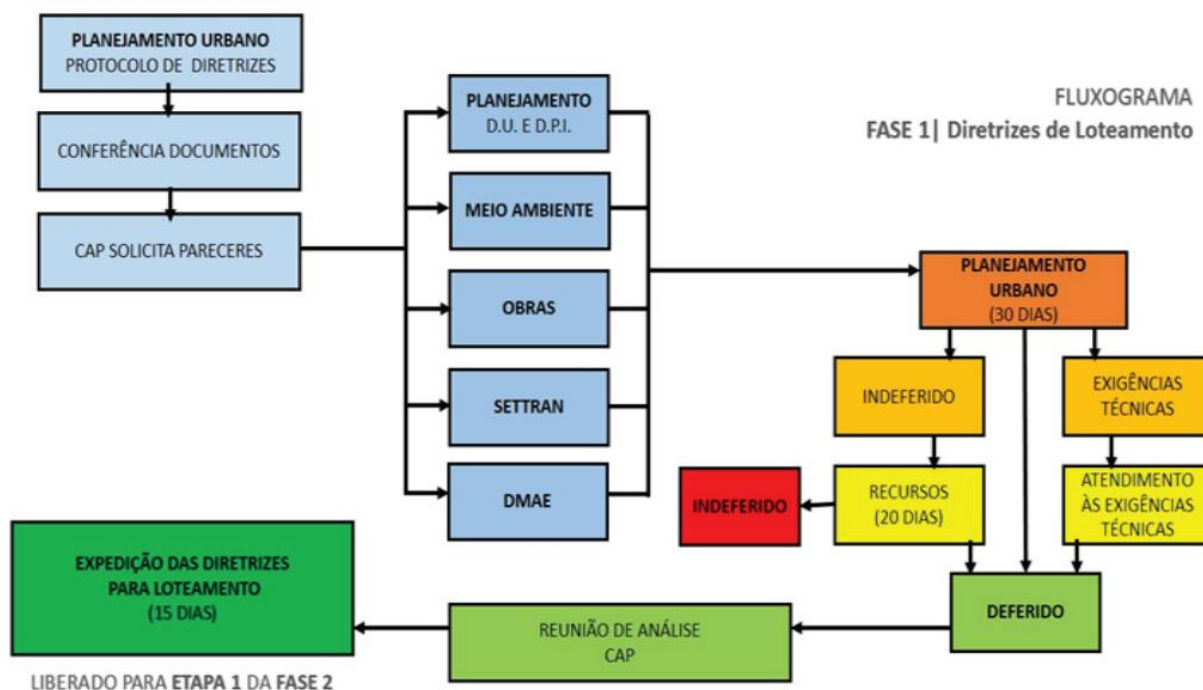 PLANEJAMENTO URBANO
PROTOCOLO DE DIRETRIZES
CONFERÊNCIA DOCUMENTOS
CAP SOLICITA PARECERES
PLANEJAMENTO
D.U. E D.P.I.
MEIO AMBIENTE
OBRAS
SETTRAN
DMAE
FLUXOGRAMA
FASE 1| Diretrizes de Loteamento
PLANEJAMENTO
URBANO
(30 DIAS)
INDEFERIDO
EXIGÊNCIAS
TÉCNICAS
INDEFERIDO
RECURSOS
(20 DIAS)
ATENDIMENTO
ÀS EXIGÊNCIAS
TÉCNICAS
DEFERIDO
REUNIÃO DE ANÁLISE
CAP
EXPEDIÇÃO DAS DIRETRIZES
PARA LOTEAMENTO
(15 DIAS)
LIBERADO PARA ETAPA 1 DA FASE 2